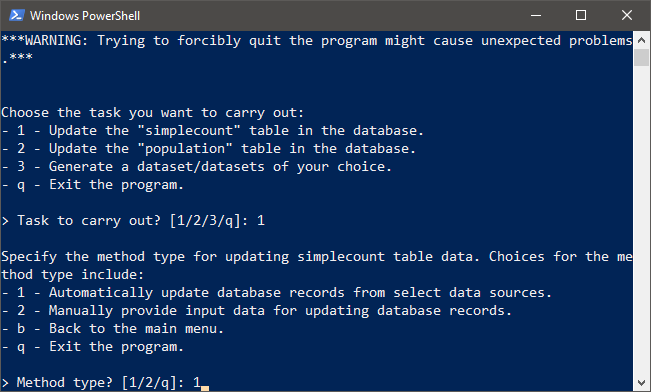 Windows PowerShell
***WARNING: Trying to forcibly quit the program might cause unexpected problems
.***
Choose the task you want to carry out:
- 1 - Update the "simplecount" table in the database.
- 2 - Update the "population" table in the database.
- 3 - Generate a dataset/datasets of your choice.
- q - Exit the program.
> Task to carry out? [1/2/3/q]: 1
Specify the method type for updating simplecount table data. Choices for the me
thod type include:
- 1 - Automatically update database records from select data sources.
- 2 - Manually provide input data for updating database records.
- b - Back to the main menu.
- q - Exit the program.
> Method type? [1/2/q]: 1